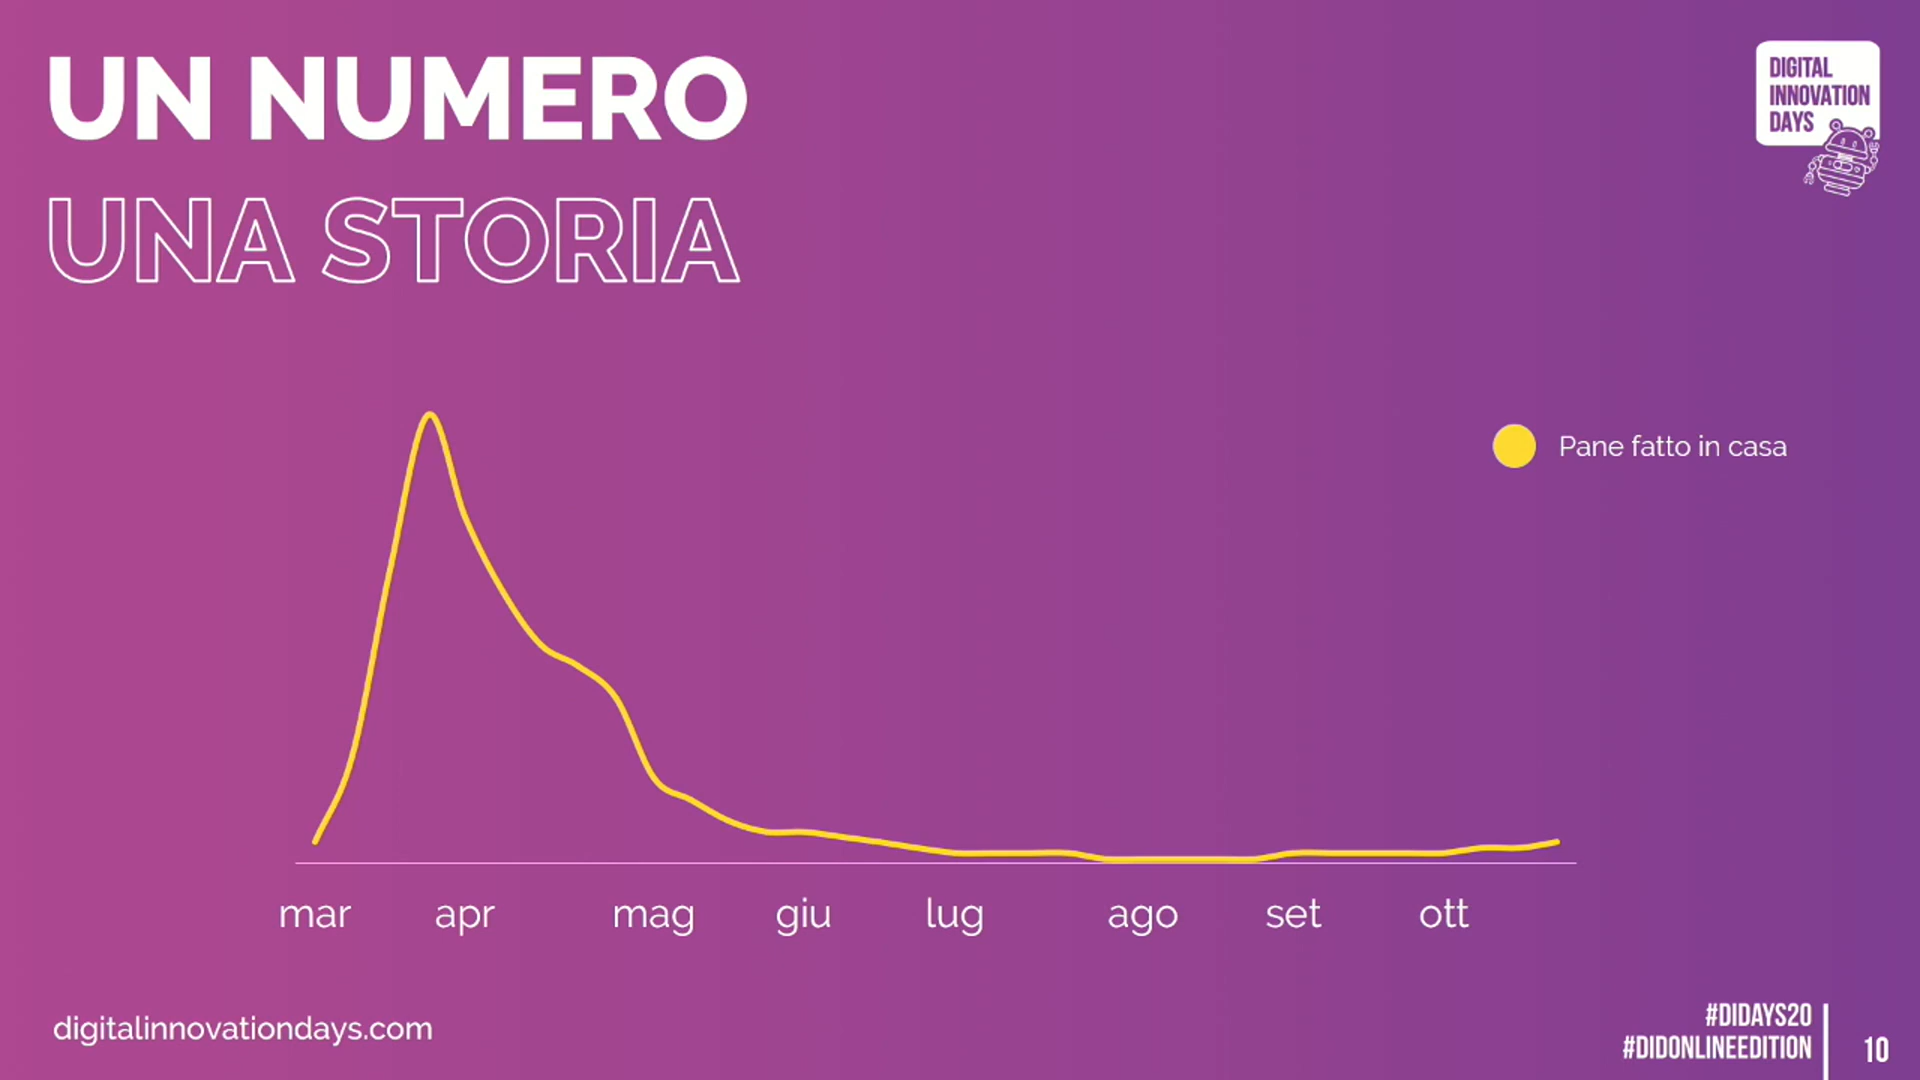 UN NUMERO
UNA STORIA
DIGITAL
INNOVATION
DAYS
Pane fatto in casa
mar apr mag giu lug ago set ott
digitalinnovationdays.com
#DIDAYS20
#DIDONLINEEDITION
10